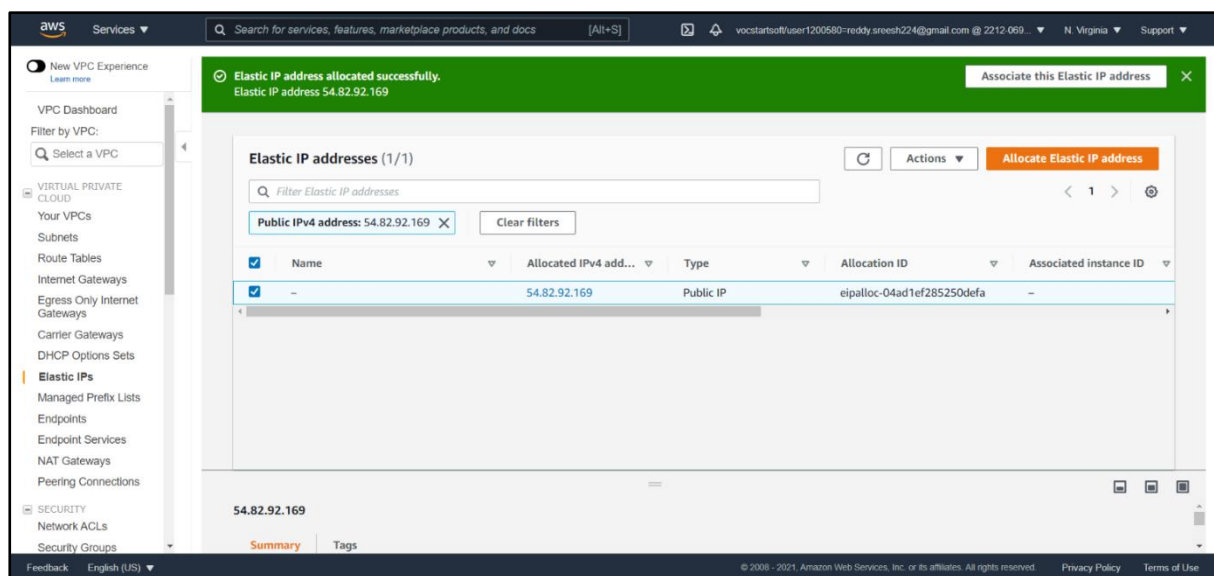 aws Services ▼ Search for services, features, marketplace products, and docs [Alt+S] vocstartsoft/user1200580=reddy.sreesh224@gmail.com @ 2212-069... ▼ N. Virginia ▼ Support ▼
New VPC Experience
Learn more
VPC Dashboard
Filter by VPC:
Select a VPC
VIRTUAL PRIVATE
CLOUD
Your VPCs
Subnets
Route Tables
Internet Gateways
Egress Only Internet
Gateways
Carrier Gateways
DHCP Options Sets
Elastic IPs
Managed Prefix Lists
Endpoints
Endpoint Services
NAT Gateways
Peering Connections
SECURITY
Network ACLs
Security Groups
Elastic IP address allocated successfully.
Elastic IP address 54.82.92.169
Associate this Elastic IP address
Elastic IP addresses (1/1)
Actions ▼ Allocate Elastic IP address
Filter Elastic IP addresses
< 1 >
Public IPv4 address: 54.82.92.169 Clear filters
Name Allocated IPv4 add... Type Allocation ID Associated instance ID
– 54.82.92.169 Public IP eipalloc-04ad1ef285250defa –
54.82.92.169
Summary Tags
Feedback English (US) ▼ © 2008 - 2021, Amazon Web Services, Inc. or its affiliates. All rights reserved. Privacy Policy Terms of Use